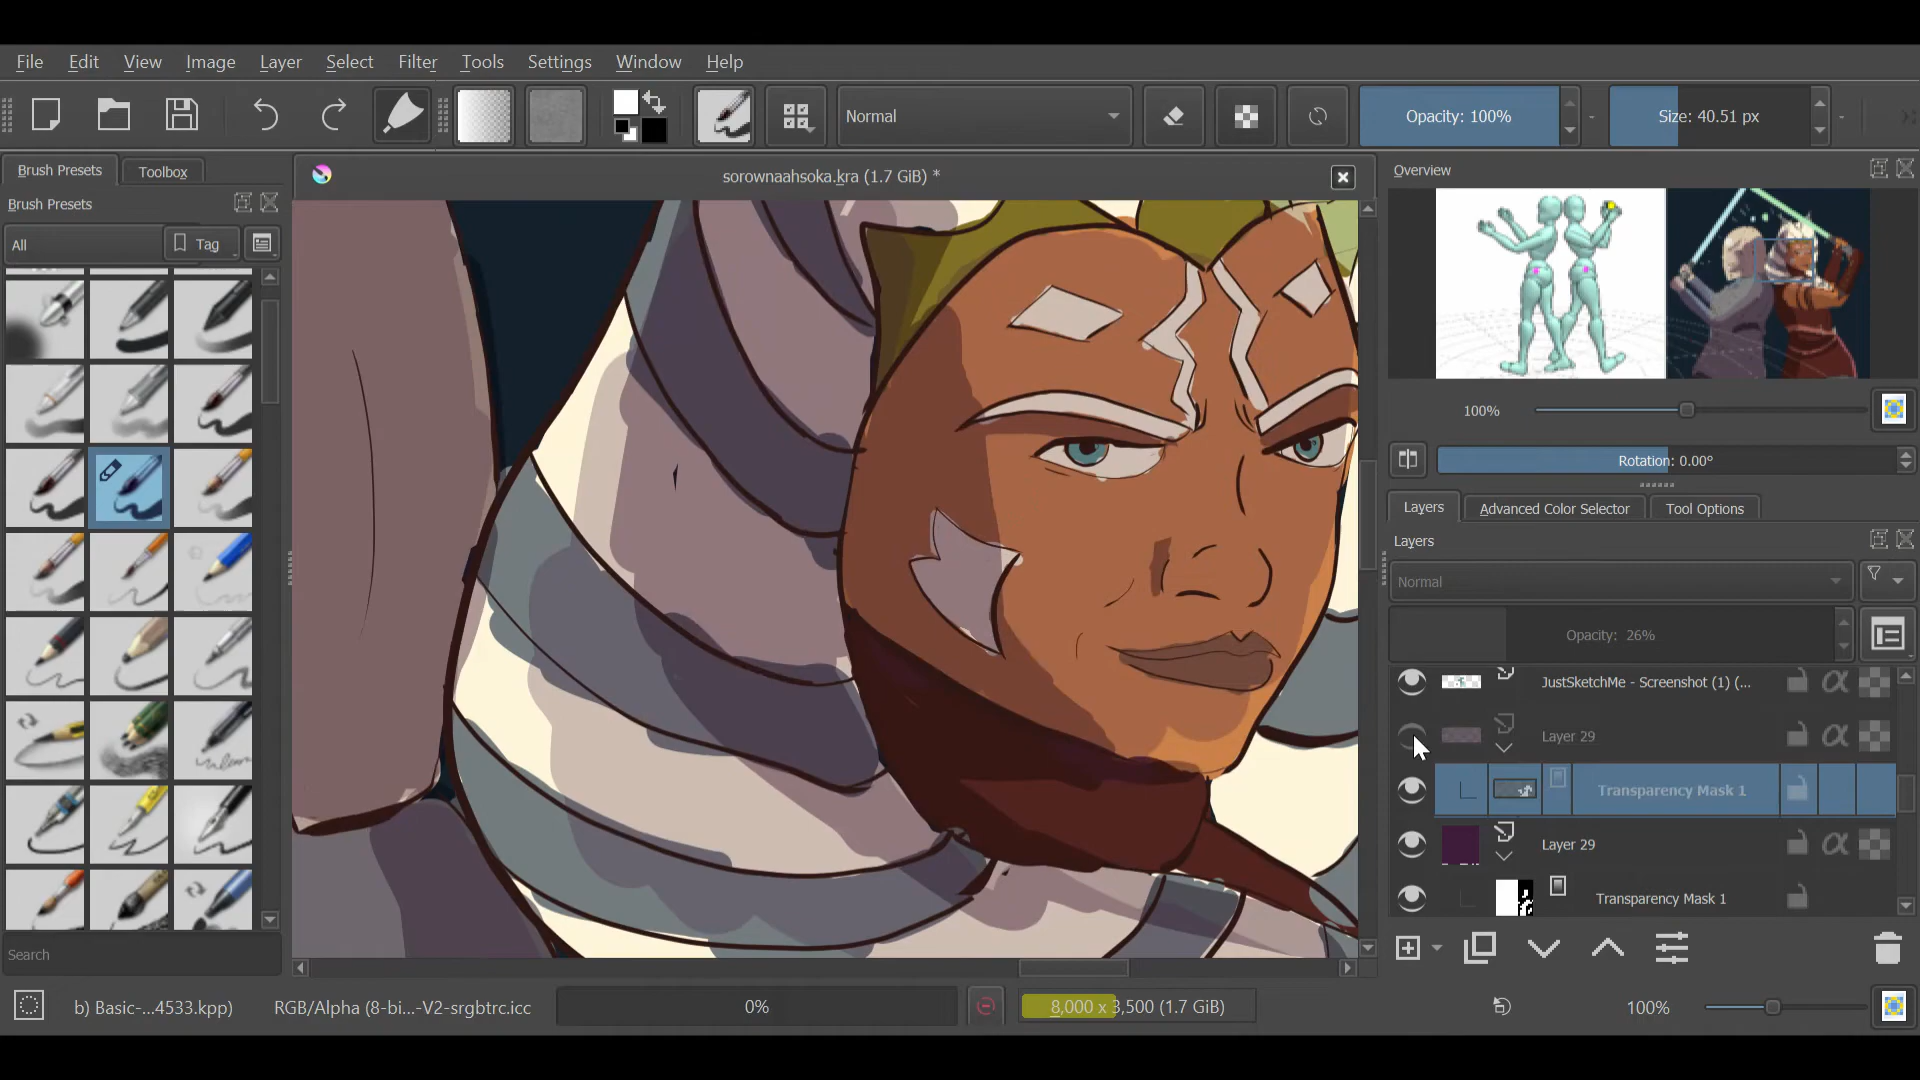 File Edit View Image Layer Select Filter Tools Settings Window Help
Normal
Opacity: 100%
Size: 40.51 px
Brush Presets
Toolbox
Brush Presets
All
Tag
Search
sorownaahsoka.kra (1.7 GiB) *
Overview
100%
Rotation: 0.00°
Layers
Advanced Color Selector
Tool Options
Layers
Normal
Opacity: 26%
JustSketchMe - Screenshot (1) (...
Layer 29
Transparency Mask 1
Layer 29
Transparency Mask 1
b) Basic-...4533.kpp)
RGB/Alpha (8-bi...-V2-srgbtrc.icc
0%
8,000 x 3,500 (1.7 GiB)
100%